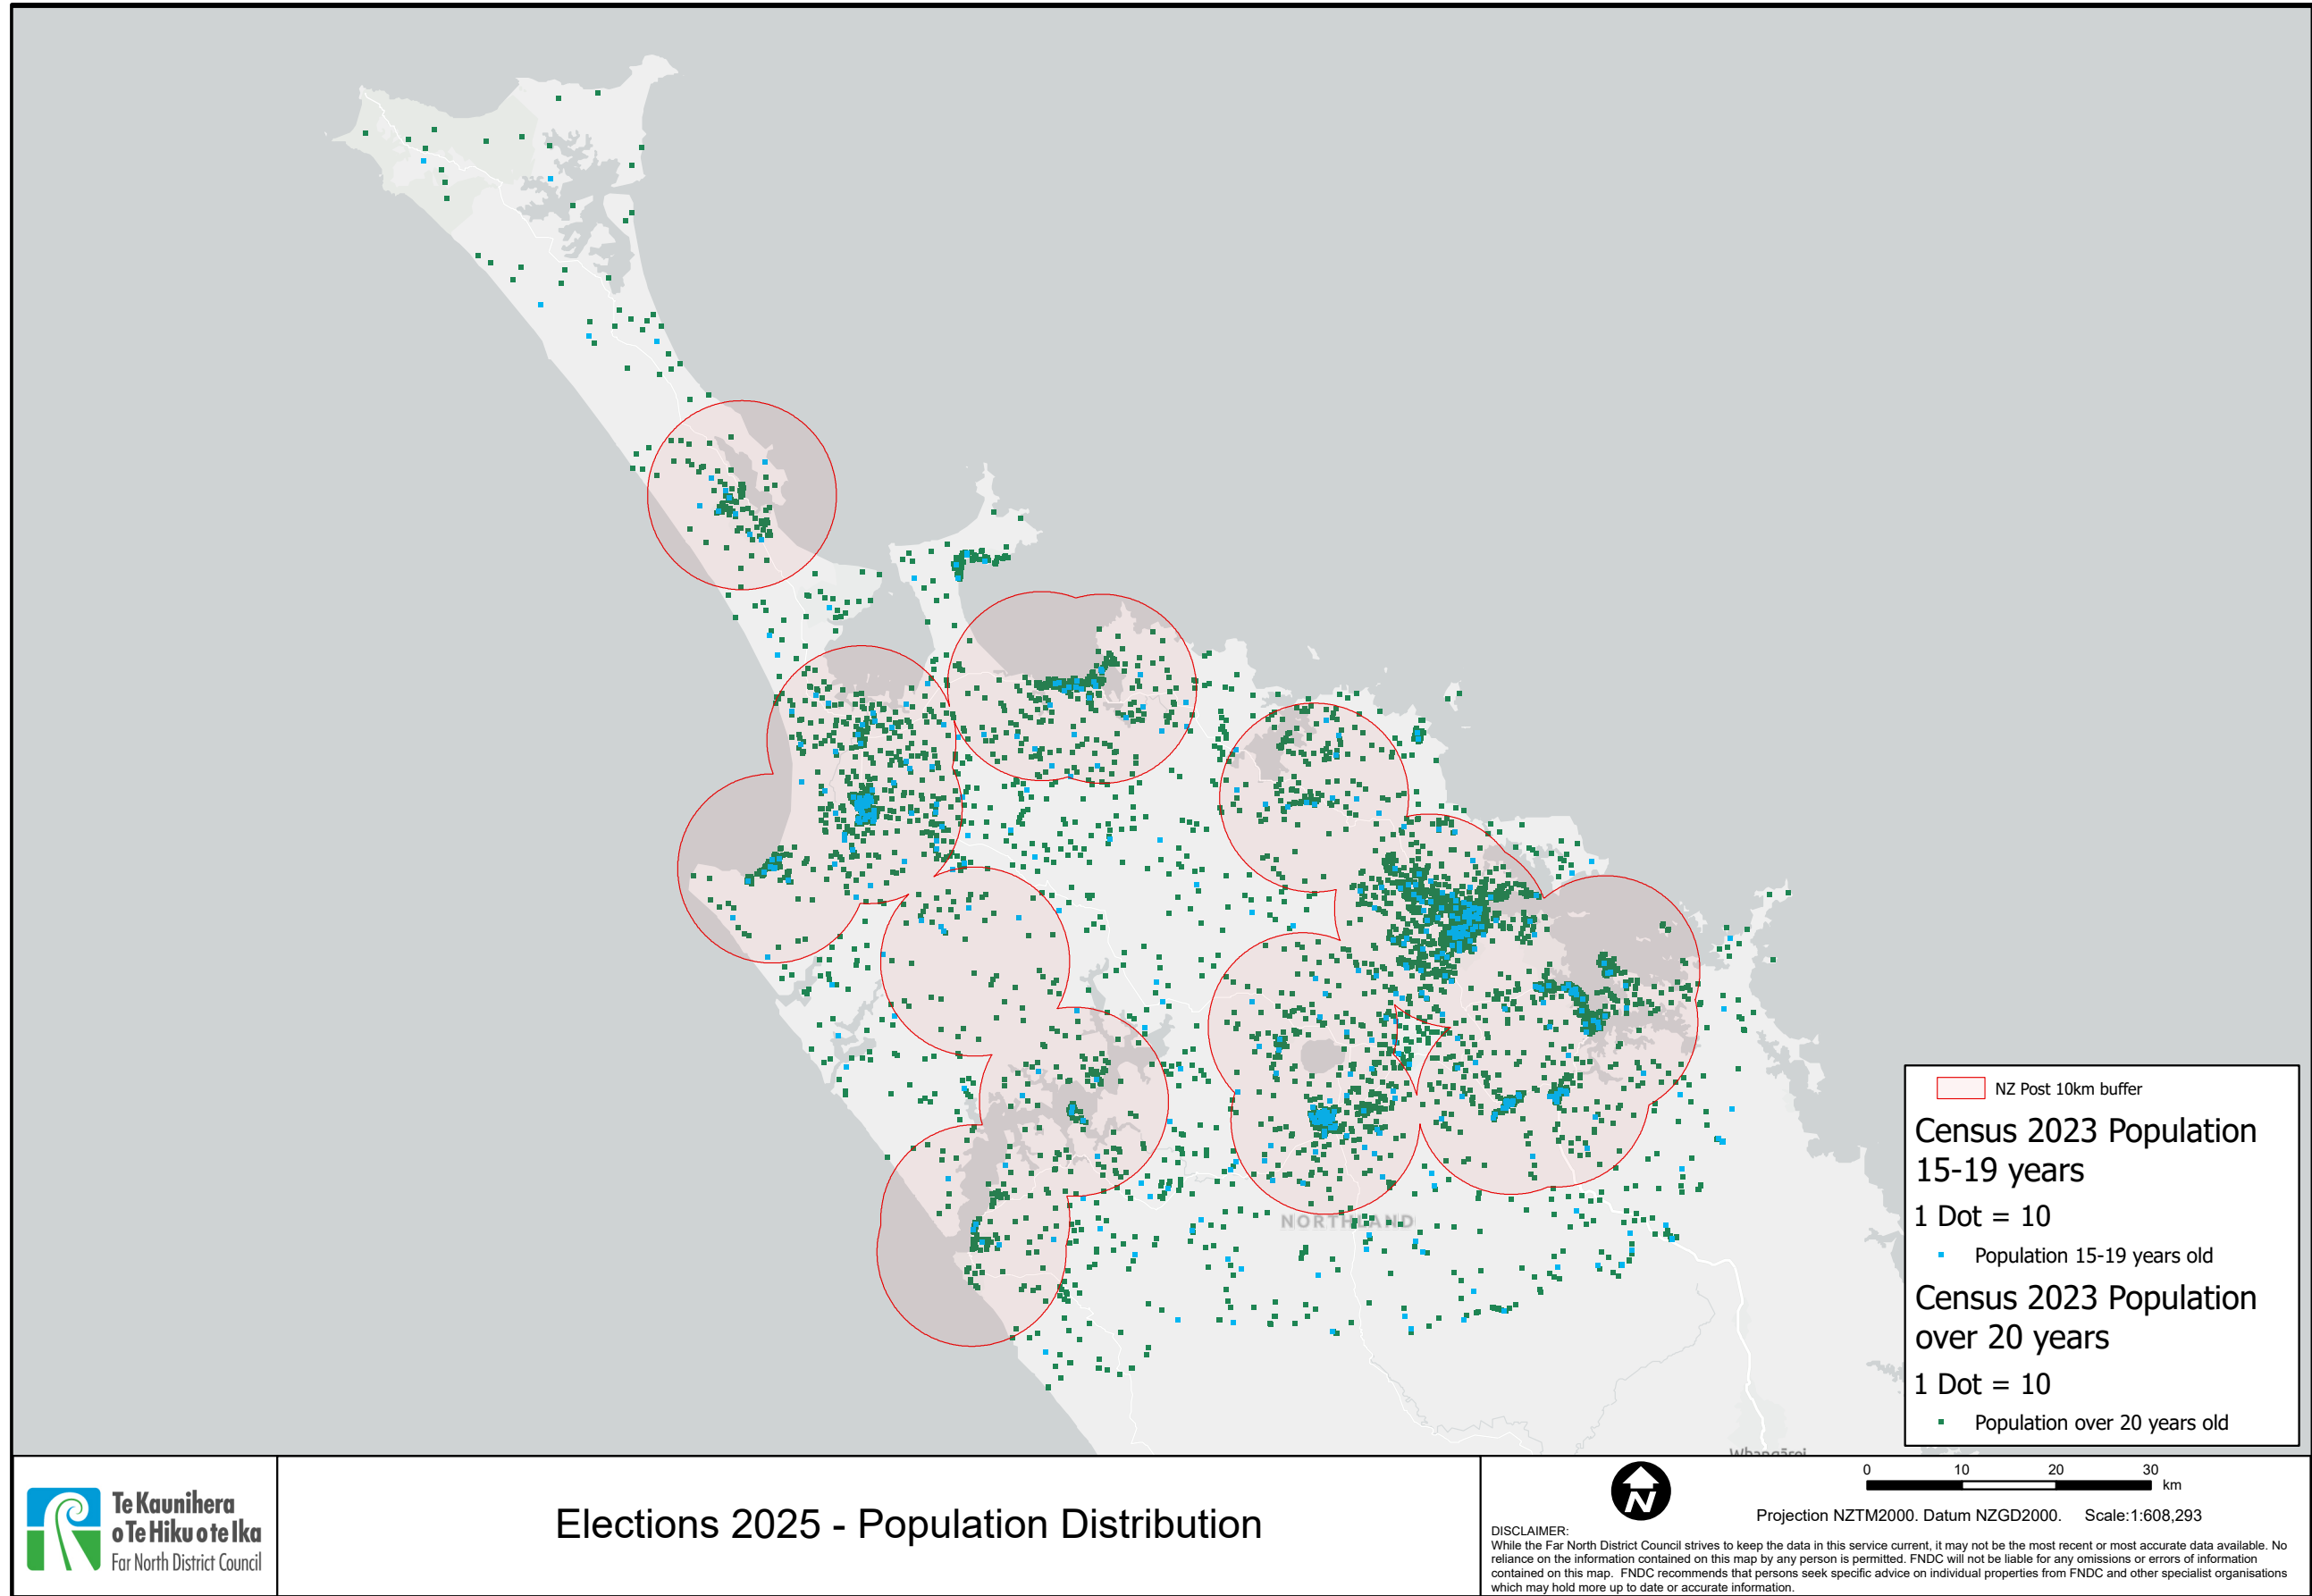 NORTHLAND
NZ Post 10km buffer
Census 2023 Population
15-19 years
1 Dot = 10
Population 15-19 years old
Census 2023 Population
over 20 years
1 Dot = 10
Population over 20 years old
Whangārei
Te Kaunihera
o Te Hiku o te Ika
Far North District Council
Elections 2025 - Population Distribution
N
0 10 20 30
km
Projection NZTM2000. Datum NZGD2000. Scale:1:608,293
DISCLAIMER:
While the Far North District Council strives to keep the data in this service current, it may not be the most recent or most accurate data available. No
reliance on the information contained on this map by any person is permitted. FNDC will not be liable for any omissions or errors of information
contained on this map. FNDC recommends that persons seek specific advice on individual properties from FNDC and other specialist organisations
which may hold more up to date or accurate information.